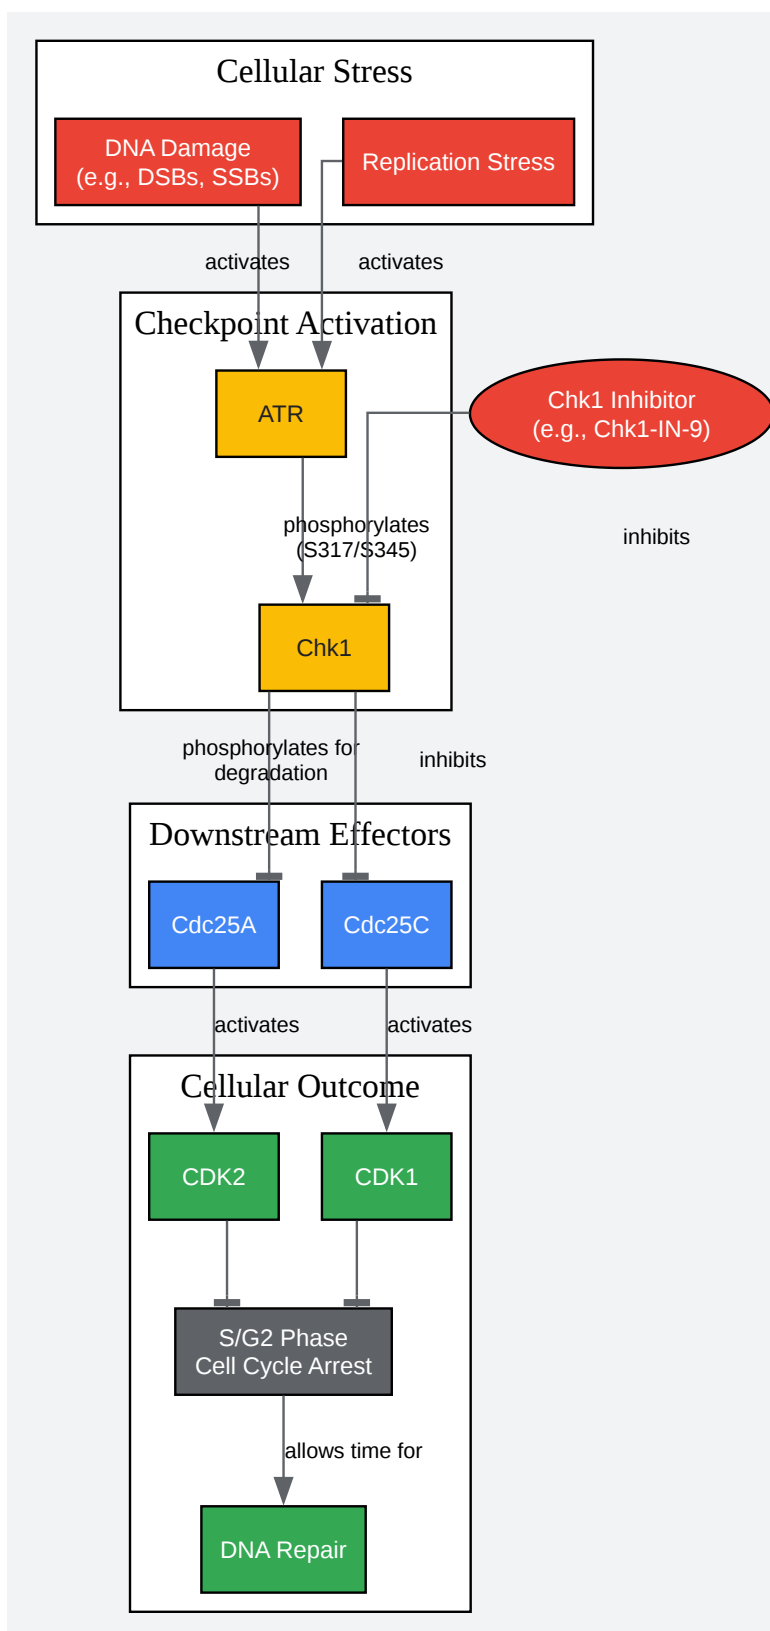 Cellular Stress
DNA Damage
(e.g., DSBs, SSBs)
Replication Stress
activates
activates
Checkpoint Activation
ATR
Chk1 Inhibitor
(e.g., Chk1-IN-9)
phosphorylates
(S317/S345)
inhibits
Chk1
phosphorylates for
degradation
inhibits
Downstream Effectors
Cdc25A
Cdc25C
activates
activates
Cellular Outcome
CDK2
CDK1
S/G2 Phase
Cell Cycle Arrest
allows time for
DNA Repair